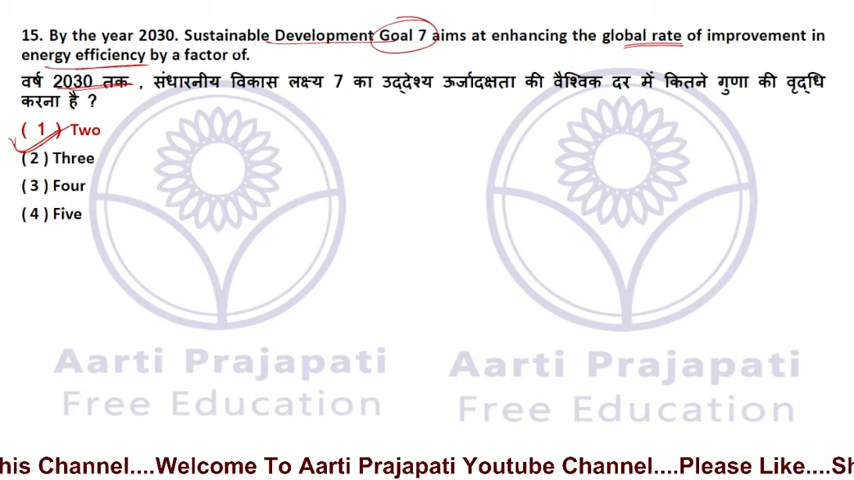 15. By the year 2030. Sustainable Development Goal 7 aims at enhancing the global rate of improvement in
energy efficiency by a factor of.
वर्ष 2030 तक , संधारनीय विकास लक्ष्य 7 का उद्देश्य ऊर्जादक्षता की वैश्विक दर में कितने गुणा की वृद्धि
करना है ?
( 1 ) Two
( 2 ) Three
( 3 ) Four
( 4 ) Five
Aarti Prajapati
Free Education
Aarti Prajapati
Free Education
his Channel....Welcome To Aarti Prajapati Youtube Channel....Please Like....Sh